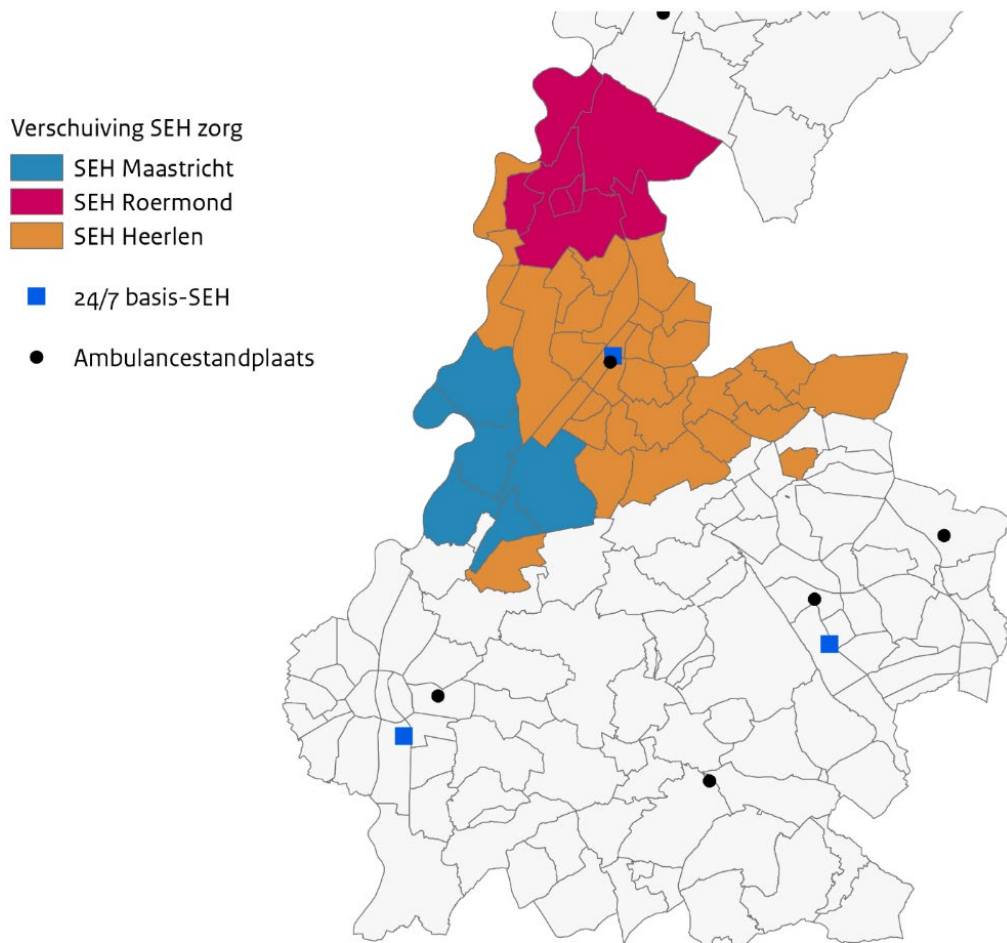 Verschuiving SEH zorg
SEH Maastricht
SEH Roermond
SEH Heerlen
24/7 basis-SEH
Ambulancestandplaats